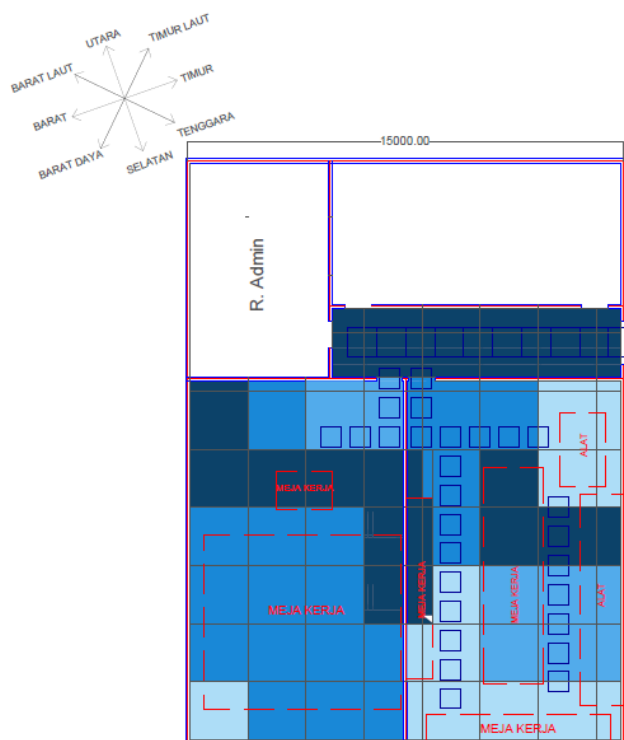 UTARA
TIMUR LAUT
BARAT LAUT
TIMUR
BARAT
TENGGARA
BARAT DAYA
SELATAN
15000.00
R. Admin
ALAT
MEJA KERJA
MEJA KERJA
MEJA KERJA
ALAT
MEJA KERJA
MEJA KERJA